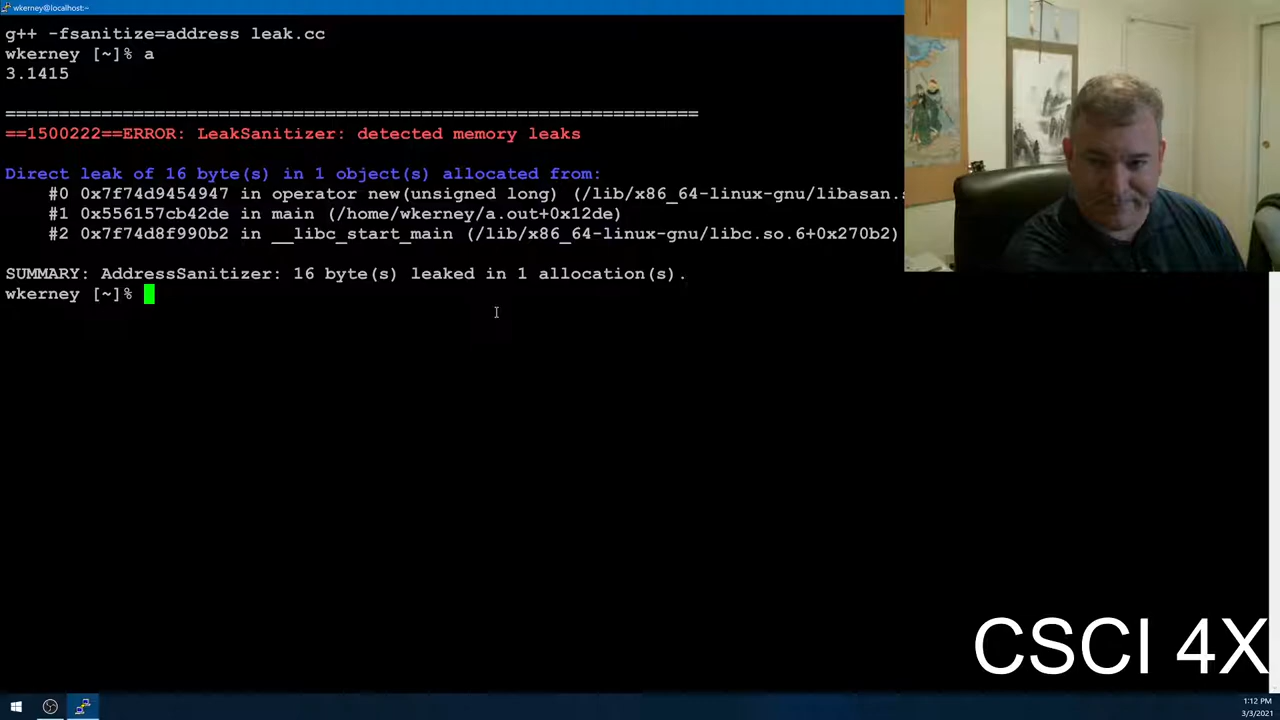 wkerney@localhost:~
g++ -fsanitize=address leak.cc
wkerney [~]% a
3.1415
=================================================================
==1500222==ERROR: LeakSanitizer: detected memory leaks
Direct leak of 16 byte(s) in 1 object(s) allocated from:
#0 0x7f74d9454947 in operator new(unsigned long) (/lib/x86_64-linux-gnu/libasan.s
#1 0x556157cb42de in main (/home/wkerney/a.out+0x12de)
#2 0x7f74d8f990b2 in __libc_start_main (/lib/x86_64-linux-gnu/libc.so.6+0x270b2)
SUMMARY: AddressSanitizer: 16 byte(s) leaked in 1 allocation(s).
wkerney [~]%
CSCI 4X
1:12 PM
3/3/2021